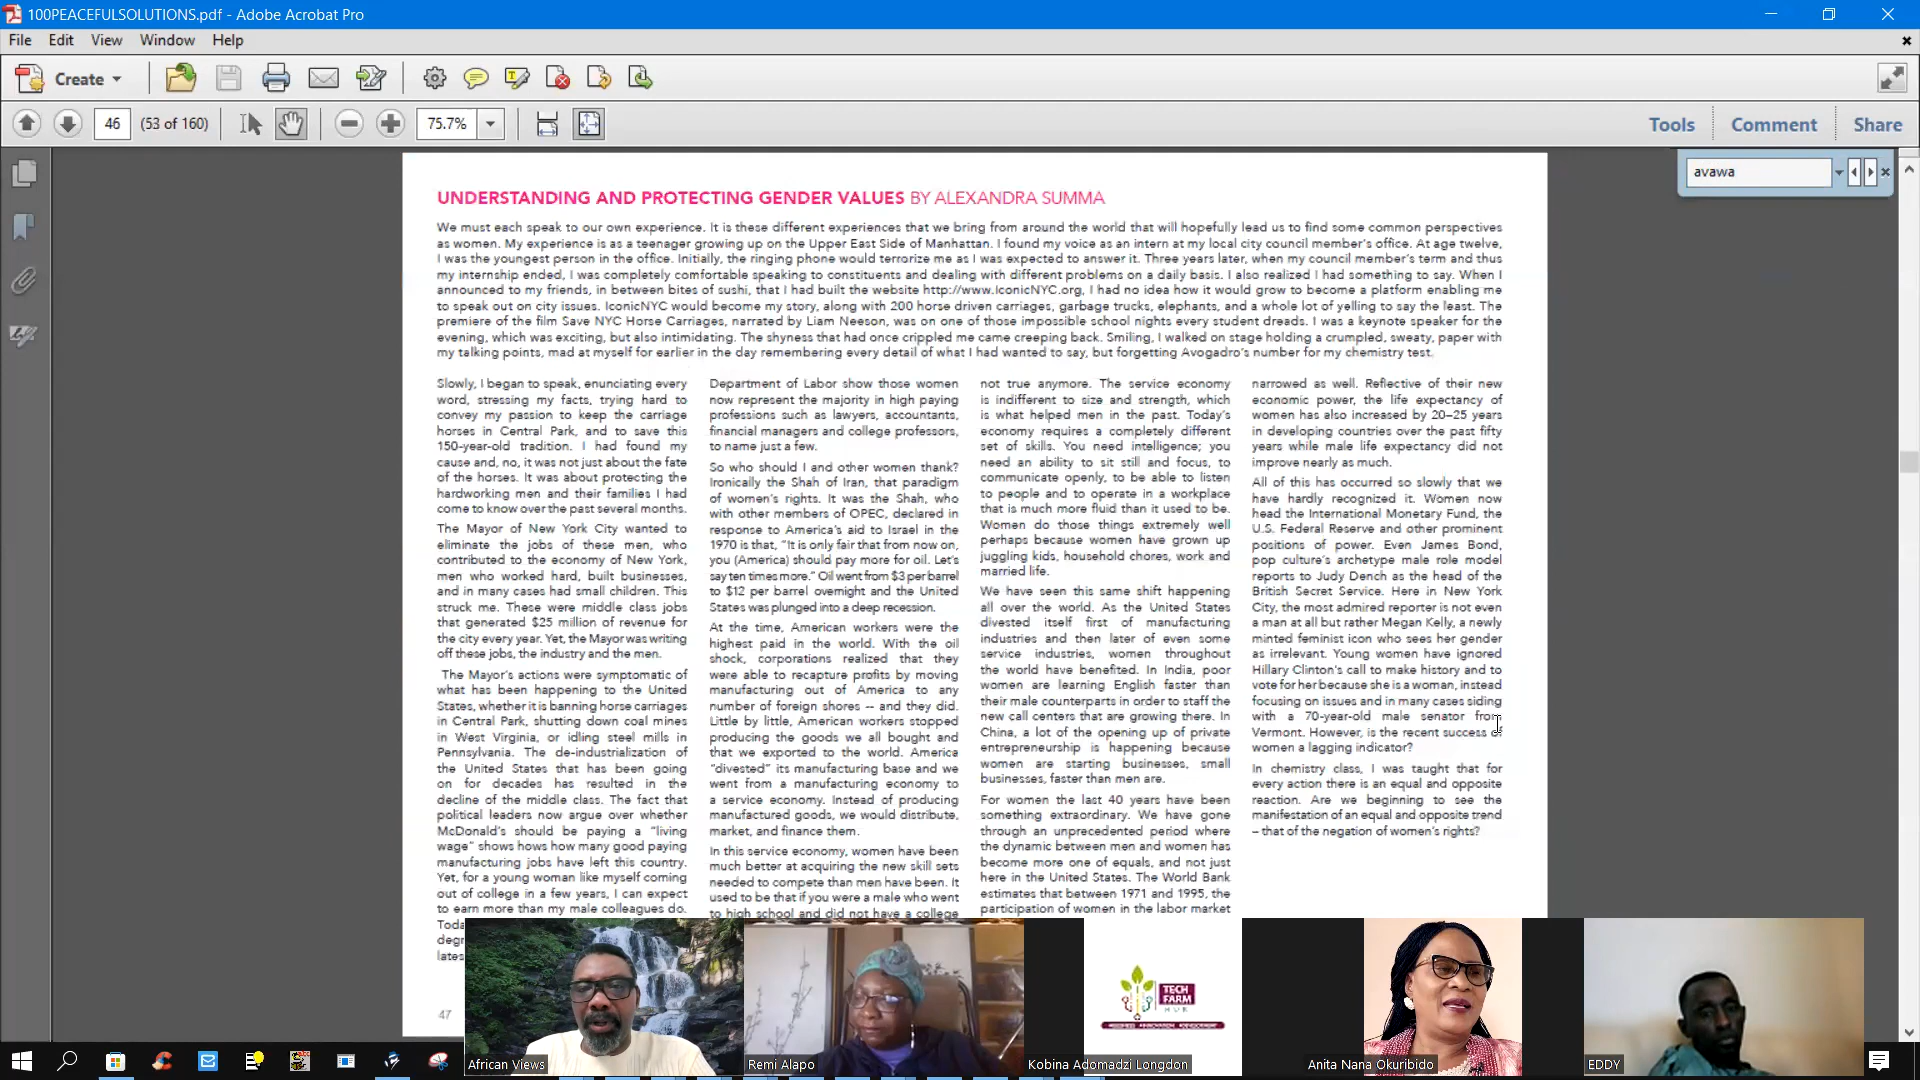 100PEACEFULSOLUTIONS.pdf - Adobe Acrobat Pro
File Edit View Window Help
Create
46 (53 of 160) 75.7% Tools Comment Share
avawa
UNDERSTANDING AND PROTECTING GENDER VALUES BY ALEXANDRA SUMMA
We must each speak to our own experience. It is these different experiences that we bring from around the world that will hopefully lead us to find some common perspectives
as women. My experience is as a teenager growing up on the Upper East Side of Manhattan. I found my voice as an intern at my local city council member's office. At age twelve,
I was the youngest person in the office. Initially, the ringing phone would terrorize me as I was expected to answer it. Three years later, when my council member's term and thus
my internship ended, I was completely comfortable speaking to constituents and dealing with different problems on a daily basis. I also realized I had something to say. When I
announced to my friends, in between bites of sushi, that I had built the website http://www.IconicNYC.org, I had no idea how it would grow to become a platform enabling me
to speak out on city issues. IconicNYC would become my story, along with 200 horse driven carriages, garbage trucks, elephants, and a whole lot of yelling to say the least. The
premiere of the film Save NYC Horse Carriages, narrated by Liam Neeson, was on one of those impossible school nights every student dreads. I was a keynote speaker for the
evening, which was exciting, but also intimidating. The shyness that had once crippled me came creeping back. Smiling, I walked on stage holding a crumpled, sweaty, paper with
my talking points, mad at myself for earlier in the day remembering every detail of what I had wanted to say, but forgetting Avogadro's number for my chemistry test.
Slowly, I began to speak, enunciating every
word, stressing my facts, trying hard to
convey my passion to keep the carriage
horses in Central Park, and to save this
150-year-old tradition. I had found my
cause and, no, it was not just about the fate
of the horses. It was about protecting the
hardworking men and their families I had
come to know over the past several months.
The Mayor of New York City wanted to
eliminate the jobs of these men, who
contributed to the economy of New York,
men who worked hard, built businesses,
and in many cases had small children. This
struck me. These were middle class jobs
that generated $25 million of revenue for
the city every year. Yet, the Mayor was writing
off these jobs, the industry and the men.
The Mayor's actions were symptomatic of
what has been happening to the United
States, whether it is banning horse carriages
in Central Park, shutting down coal mines
in West Virginia, or idling steel mills in
Pennsylvania. The de-industrialization of
the United States that has been going
on for decades has resulted in the
decline of the middle class. The fact that
political leaders now argue over whether
McDonald's should be paying a "living
wage" shows hows how many good paying
manufacturing jobs have left this country.
Yet, for a young woman like myself coming
out of college in a few years, I can expect
to earn more than my male colleagues do.
Toda
degr
lates
Department of Labor show those women
now represent the majority in high paying
professions such as lawyers, accountants,
financial managers and college professors,
to name just a few.
So who should I and other women thank?
Ironically the Shah of Iran, that paradigm
of women's rights. It was the Shah, who
with other members of OPEC, declared in
response to America's aid to Israel in the
1970 is that, "It is only fair that from now on,
you (America) should pay more for oil. Let's
say ten times more." Oil went from $3 per barrel
to $12 per barrel overnight and the United
States was plunged into a deep recession.
At the time, American workers were the
highest paid in the world. With the oil
shock, corporations realized that they
were able to recapture profits by moving
manufacturing out of America to any
number of foreign shores -- and they did.
Little by little, American workers stopped
producing the goods we all bought and
that we exported to the world. America
"divested" its manufacturing base and we
went from a manufacturing economy to
a service economy. Instead of producing
manufactured goods, we would distribute,
market, and finance them.
In this service economy, women have been
much better at acquiring the new skill sets
needed to compete than men have been. It
used to be that if you were a male who went
to high school and did not have a college
not true anymore. The service economy
is indifferent to size and strength, which
is what helped men in the past. Today's
economy requires a completely different
set of skills. You need intelligence; you
need an ability to sit still and focus, to
communicate openly, to be able to listen
to people and to operate in a workplace
that is much more fluid than it used to be.
Women do those things extremely well
perhaps because women have grown up
juggling kids, household chores, work and
married life.
We have seen this same shift happening
all over the world. As the United States
divested itself first of manufacturing
industries and then later of even some
service industries, women throughout
the world have benefited. In India, poor
women are learning English faster than
their male counterparts in order to staff the
new call centers that are growing there. In
China, a lot of the opening up of private
entrepreneurship is happening because
women are starting businesses, small
businesses, faster than men are.
For women the last 40 years have been
something extraordinary. We have gone
through an unprecedented period where
the dynamic between men and women has
become more one of equals, and not just
here in the United States. The World Bank
estimates that between 1971 and 1995, the
participation of women in the labor market
narrowed as well. Reflective of their new
economic power, the life expectancy of
women has also increased by 20–25 years
in developing countries over the past fifty
years while male life expectancy did not
improve nearly as much.
All of this has occurred so slowly that we
have hardly recognized it. Women now
head the International Monetary Fund, the
U.S. Federal Reserve and other prominent
positions of power. Even James Bond,
pop culture's archetype male role model
reports to Judy Dench as the head of the
British Secret Service. Here in New York
City, the most admired reporter is not even
a man at all but rather Megan Kelly, a newly
minted feminist icon who sees her gender
as irrelevant. Young women have ignored
Hillary Clinton's call to make history and to
vote for her because she is a woman, instead
focusing on issues and in many cases siding
with a 70-year-old male senator from
Vermont. However, is the recent success of
women a lagging indicator?
In chemistry class, I was taught that for
every action there is an equal and opposite
reaction. Are we beginning to see the
manifestation of an equal and opposite trend
– that of the negation of women's rights?
47
TECH
FARM
HUB
African Views
Remi Alapo
Kobina Adomadzi Longdon
Anita Nana Okuribido
EDDY